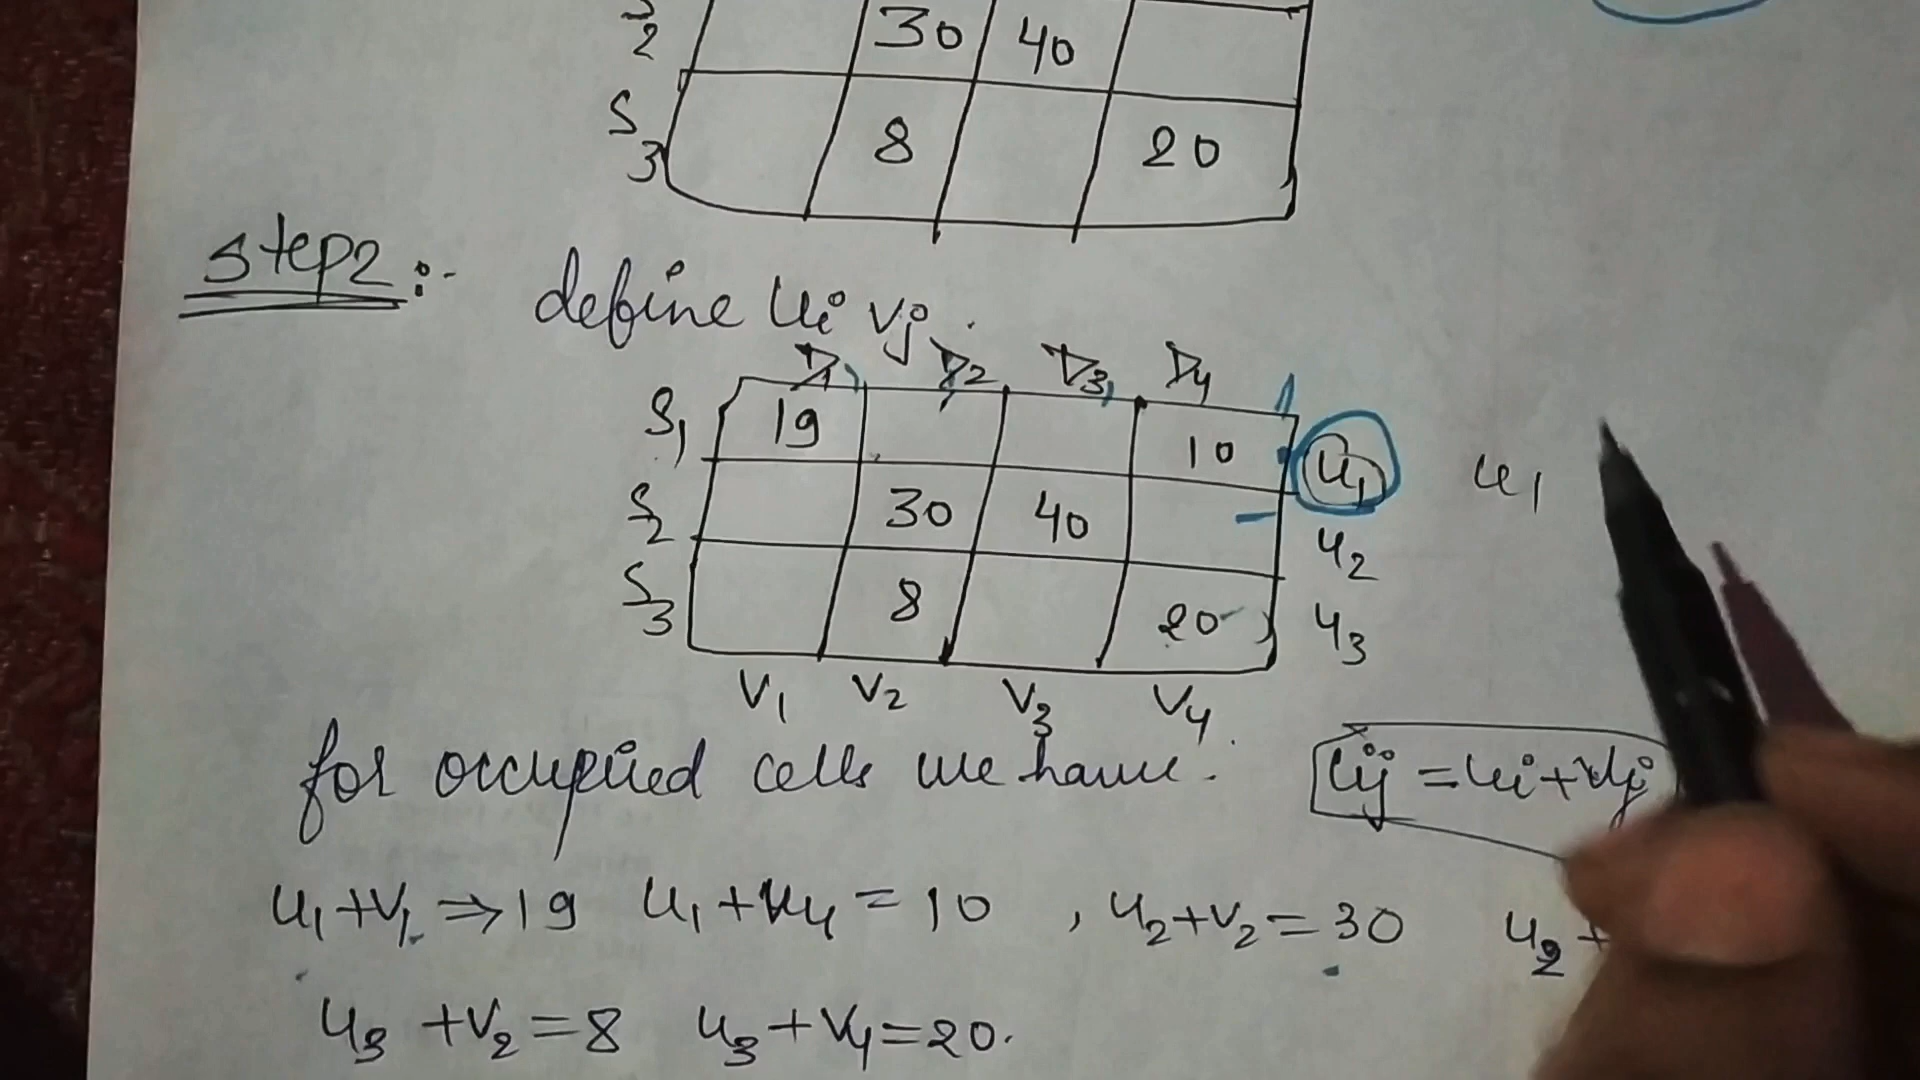 S2 30 40
S3 8 20
Step2:- define ui vj.
D1 D2 D3 D4
S1 19 10 u1 u1
S2 30 40 u2
S3 8 20 u3
V1 V2 V3 V4
for occupied cells we have. Cij = ui+vj
u1+V1 ⇒ 19 u1+v4 = 10 , u2+v2 = 30 u2 +
u3 +V2 = 8 u3 + V4 = 20.